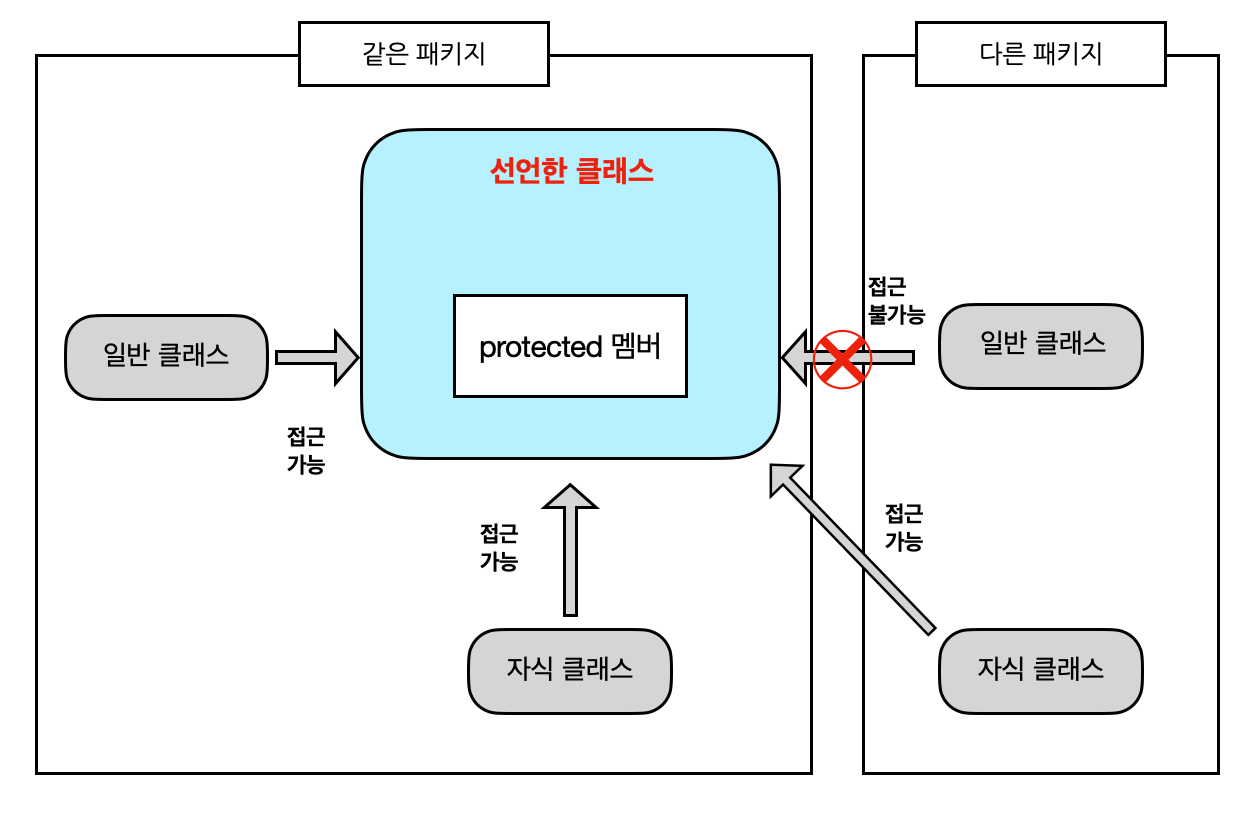 같은 패키지
다른 패키지
선언한 클래스
protected 멤버
일반 클래스
접근
가능
접근
불가능
일반 클래스
접근
가능
접근
가능
자식 클래스
자식 클래스